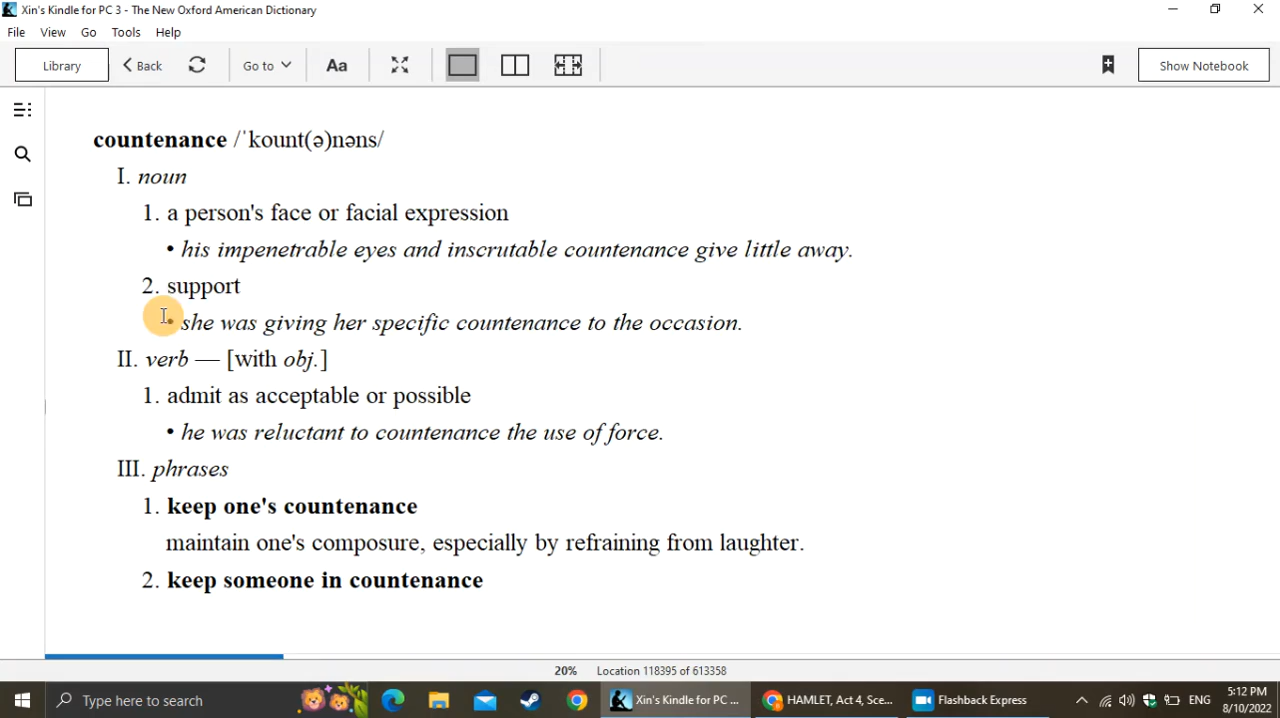 Xin's Kindle for PC 3 - The New Oxford American Dictionary
File View Go Tools Help
Library Back Go to Aa Show Notebook
countenance /ˈkount(ə)nəns/
I. noun
1. a person's face or facial expression
• his impenetrable eyes and inscrutable countenance give little away.
2. support
• she was giving her specific countenance to the occasion.
II. verb — [with obj.]
1. admit as acceptable or possible
• he was reluctant to countenance the use of force.
III. phrases
1. keep one's countenance
maintain one's composure, especially by refraining from laughter.
2. keep someone in countenance
20% Location 118395 of 613358
Type here to search Xin's Kindle for PC ... HAMLET, Act 4, Sce... Flashback Express ENG 5:12 PM
8/10/2022